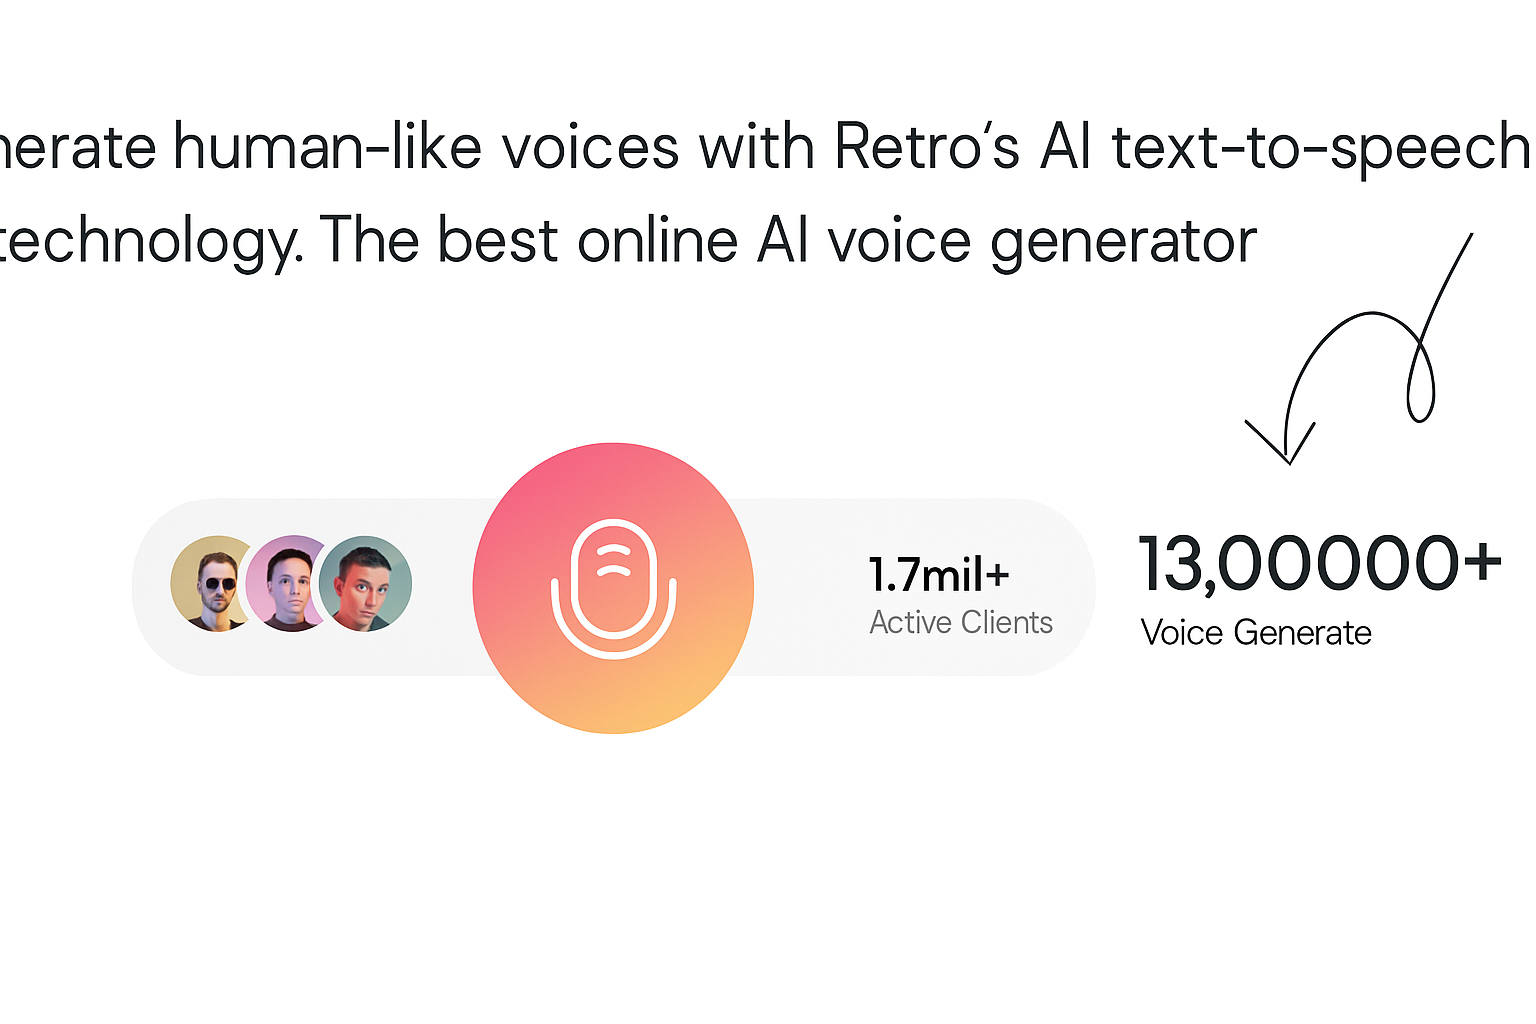 nerate human-like voices with Retro‘s AI text-to-speech
technology. The best online AI voice generator
1.7mil+
Active Clients
13,00000+
Voice Generate